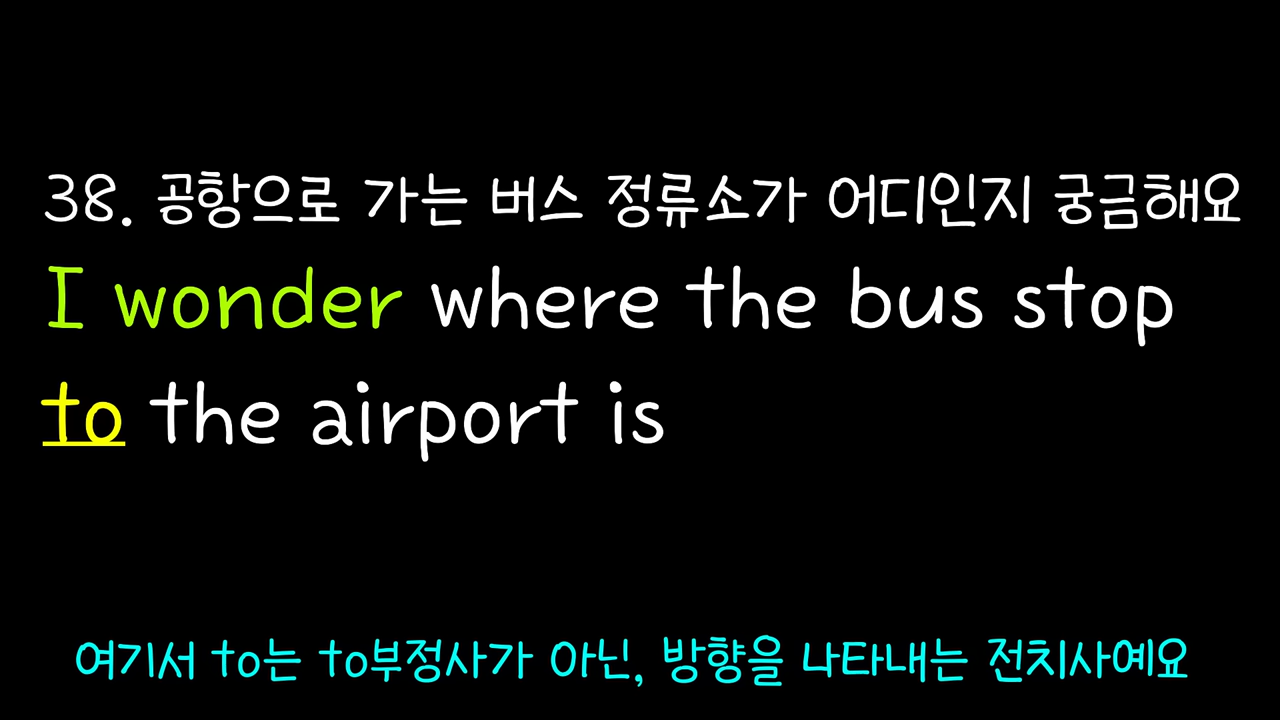 38. 공항으로 가는 버스 정류소가 어디인지 궁금해요
I wonder where the bus stop
to the airport is
여기서 to는 to부정사가 아닌, 방향을 나타내는 전치사예요